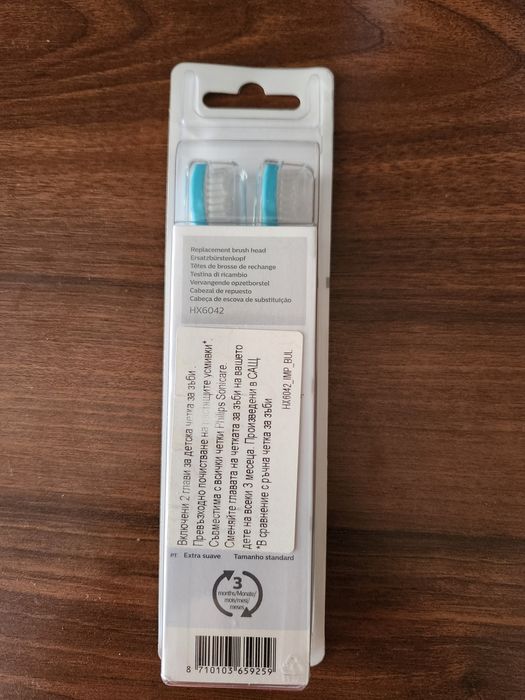 Replacement brush head
Ersatzbürstenkopf
Têtes de brosse de rechange
Testina di ricambio
Vervangende opzetborstel
Cabezal de repuesto
Cabeça de escova de substituição
HX6042
Включени 2 глави за детска четка за зъби.
Превъзходно почистване на растящите усмивки*.
Съвместима с всички четки Philips Sonicare.
Сменяйте главата на четката за зъби на вашето
дете на всеки 3 месеца. Произведени в САЩ.
*В сравнение с ръчна четка за зъби
HX6042_IMP_BUL
PT Extra suave Tamanho standard
3
months/Monate/
mois/mesi/
meses
8 710103 659259